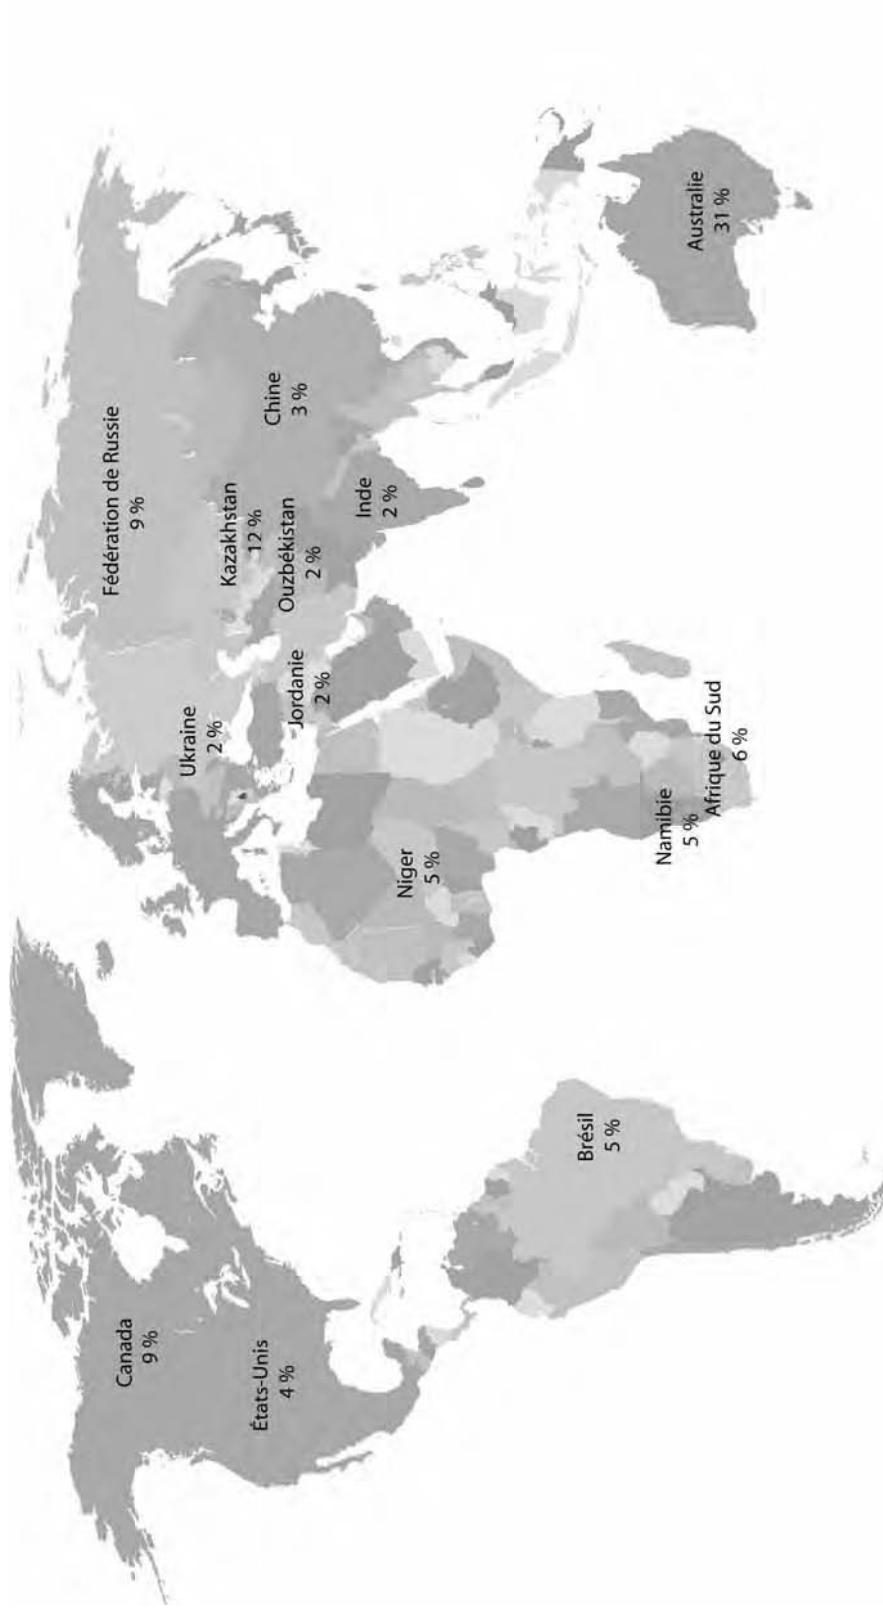 Canada
9 %
États-Unis
4 %
Brésil
5 %
Fédération de Russie
9 %
Ukraine
2 %
Kazakhstan
12 %
Ouzbékistan
2 %
Jordanie
2 %
Chine
3 %
Inde
2 %
Niger
5 %
Namibie
5 %
Afrique du Sud
6 %
Australie
31 %